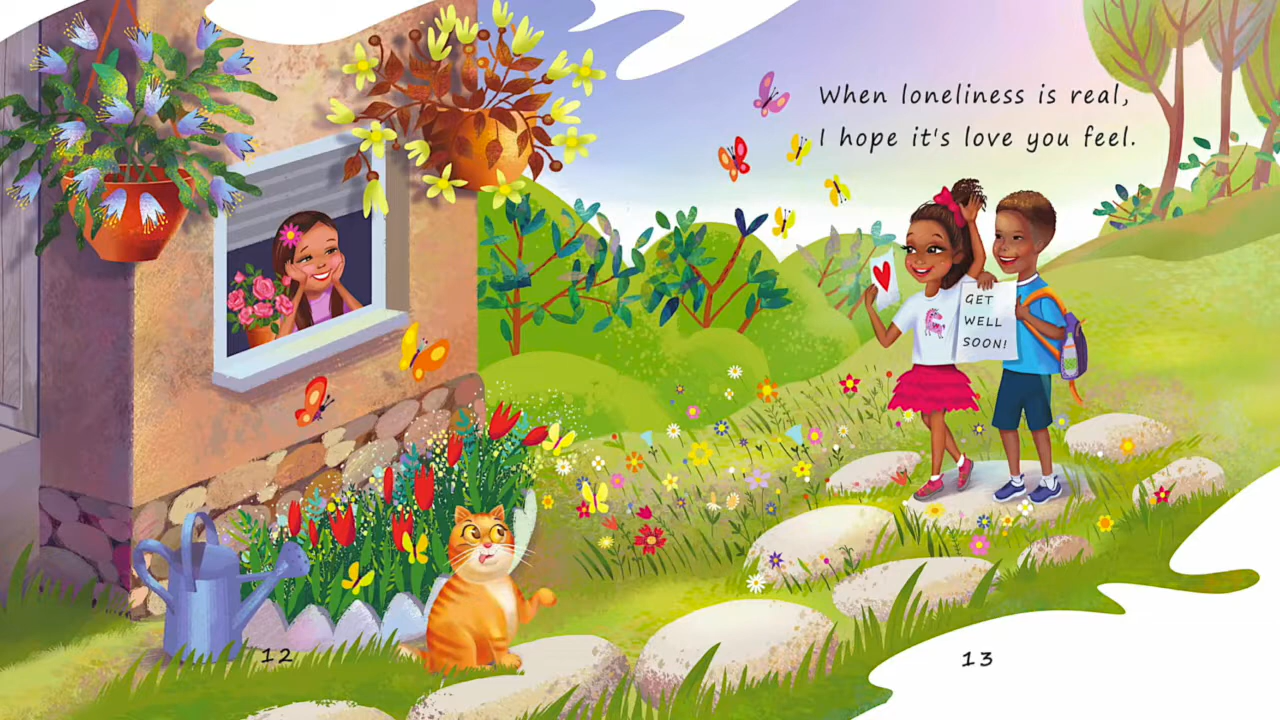 When loneliness is real,
I hope it's love you feel.
GET
WELL
SOON!
12
13